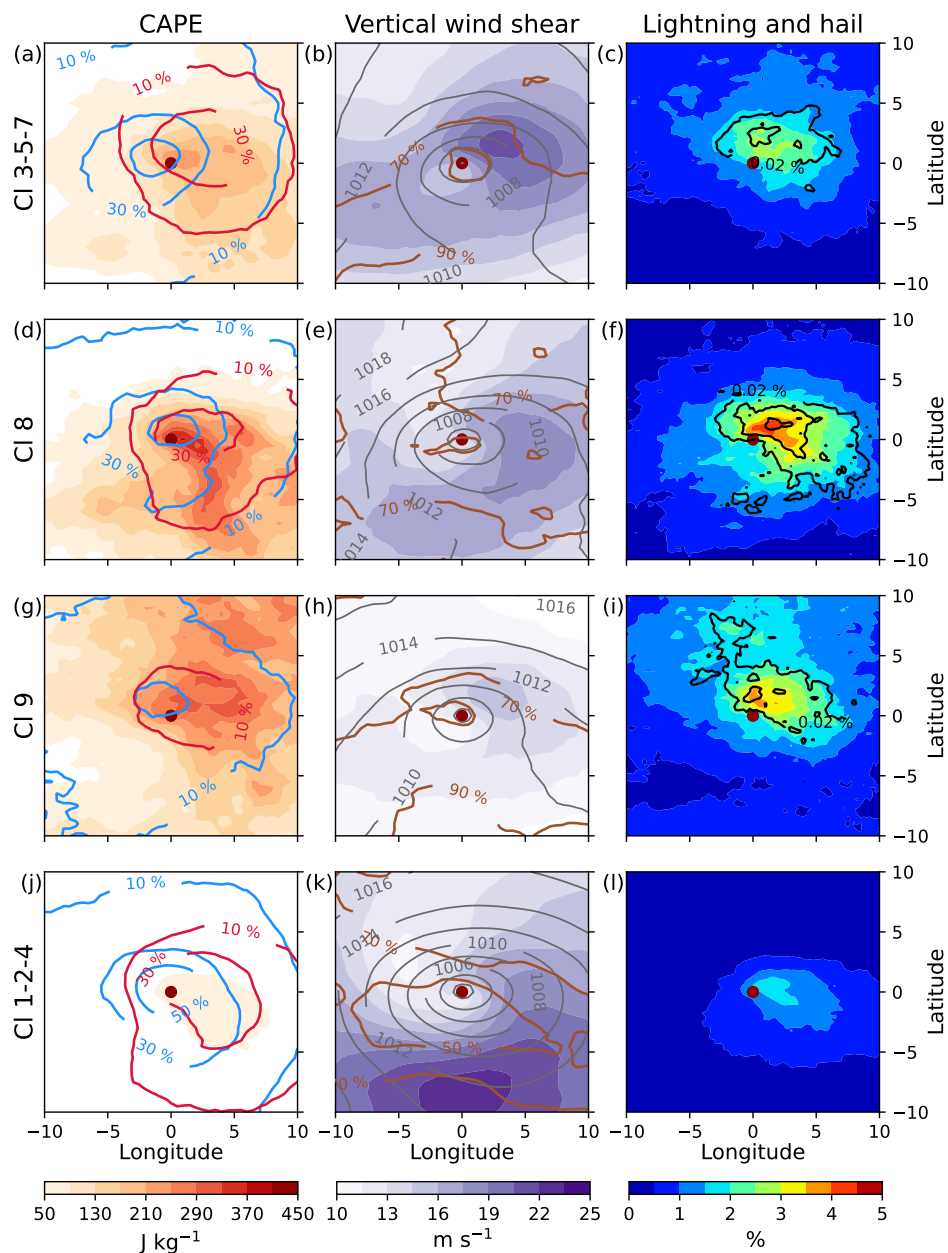 CAPE Vertical wind shear Lightning and hail
(a) 10 % 10 % 30 % 30 % 10 %
Cl 3-5-7
(b) 1012 70 % 1008 90 % 1010
(c) 0.02 %
10
5
0
−5
−10
Latitude
(d) 10 % 10 % 30 % 30 % 10 %
Cl 8
(e) 1018 1016 1008 70 % 1010 70 % 1012 1014
(f) 0.02 %
10
5
0
−5
−10
Latitude
(g) 10 % 10 %
Cl 9
(h) 1016 1014 1012 70 % 1010 90 %
(i) 0.02 %
10
5
0
−5
−10
Latitude
(j) 10 % 10 % 30 % 50 % 30 %
Cl 1-2-4
(k) 1016 1014 1010 1006 1008 1012 50 %
(l)
10
5
0
−5
−10
Latitude
−10 −5 0 5 10 −10 −5 0 5 10 −10 −5 0 5 10
Longitude Longitude Longitude
50 130 210 290 370 450 10 13 16 19 22 25 0 1 2 3 4 5
J kg⁻¹ m s⁻¹ %